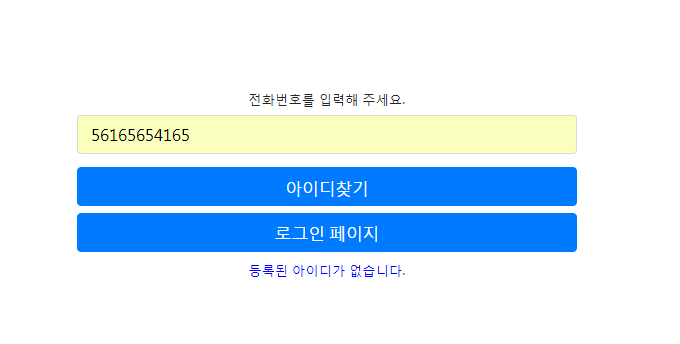 전화번호를 입력해 주세요.
56165654165
아이디찾기
로그인 페이지
등록된 아이디가 없습니다.